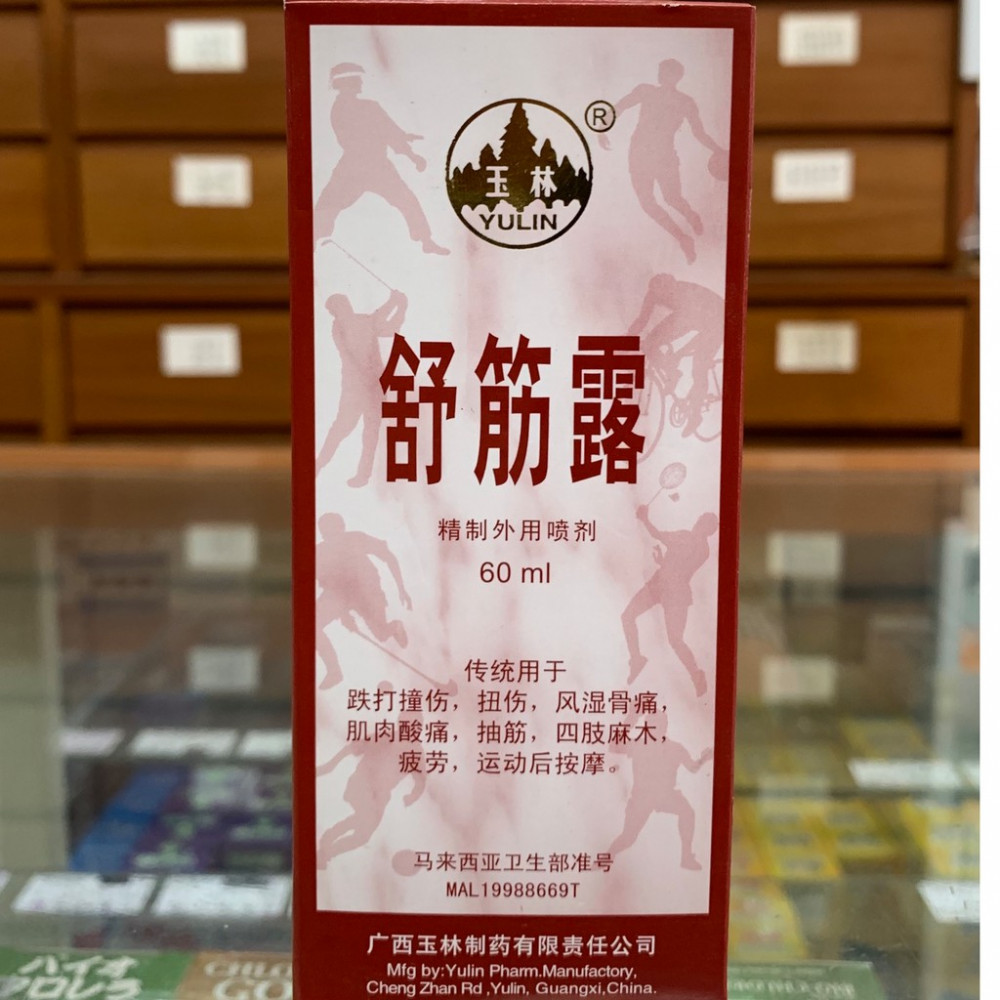 ®
玉林
YULIN
舒筋露
精制外用喷剂
60 ml
传统用于
跌打撞伤，扭伤，风湿骨痛，
肌肉酸痛，抽筋，四肢麻木，
疲劳，运动后按摩。
马来西亚卫生部准号
MAL19988669T
广西玉林制药有限责任公司
Mfg by:Yulin Pharm.Manufactory,
Cheng Zhan Rd ,Yulin, Guangxi,China.
バイオ